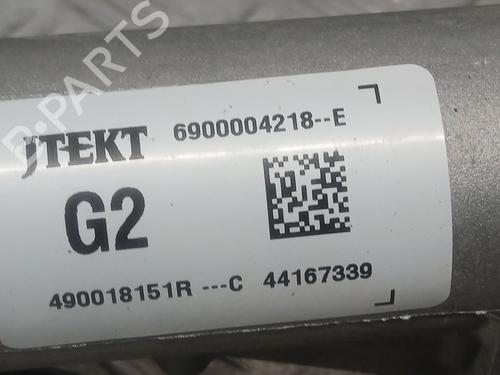 B-PARTS
JTEKT 6900004218--E
G2
490018151R ---C 44167339